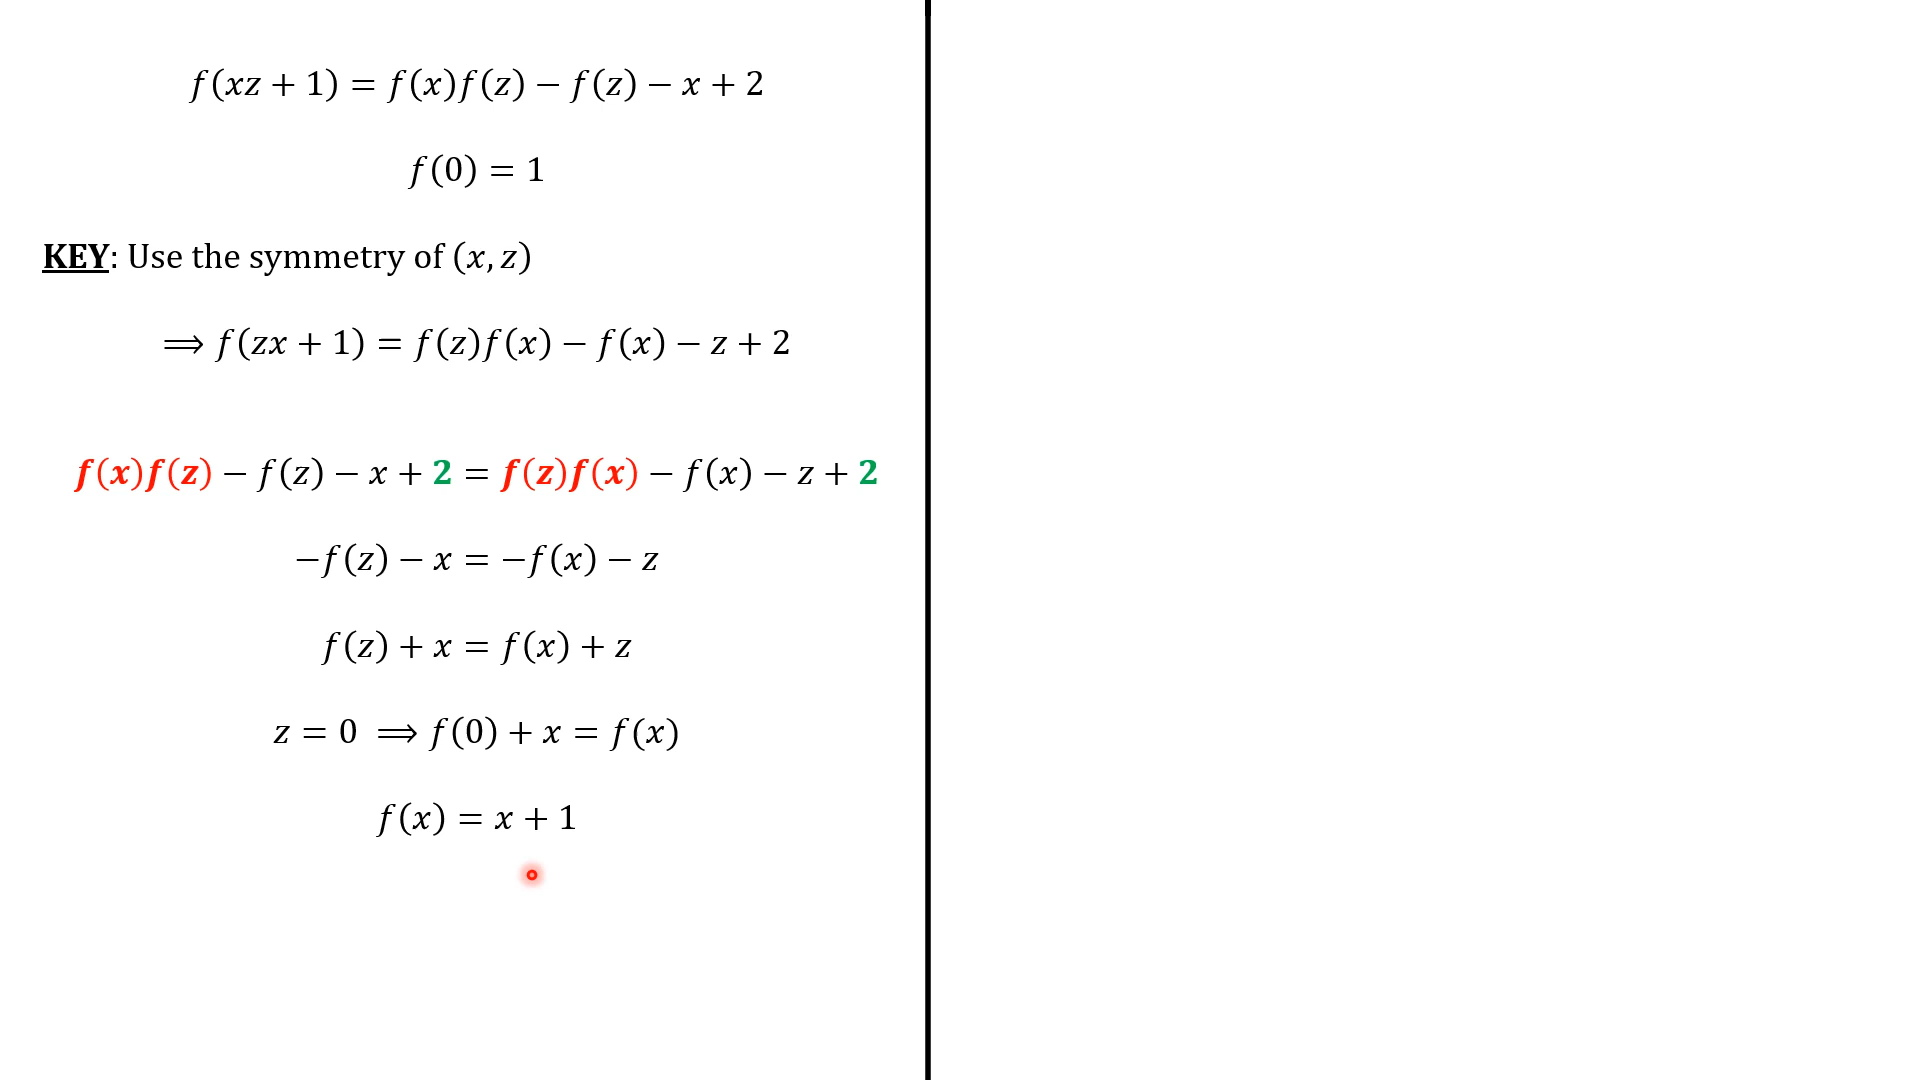 f(xz + 1) = f(x)f(z) − f(z) − x + 2
f(0) = 1
KEY: Use the symmetry of (x, z)
⟹ f(zx + 1) = f(z)f(x) − f(x) − z + 2
f(x)f(z) − f(z) − x + 2 = f(z)f(x) − f(x) − z + 2
−f(z) − x = −f(x) − z
f(z) + x = f(x) + z
z = 0 ⟹ f(0) + x = f(x)
f(x) = x + 1